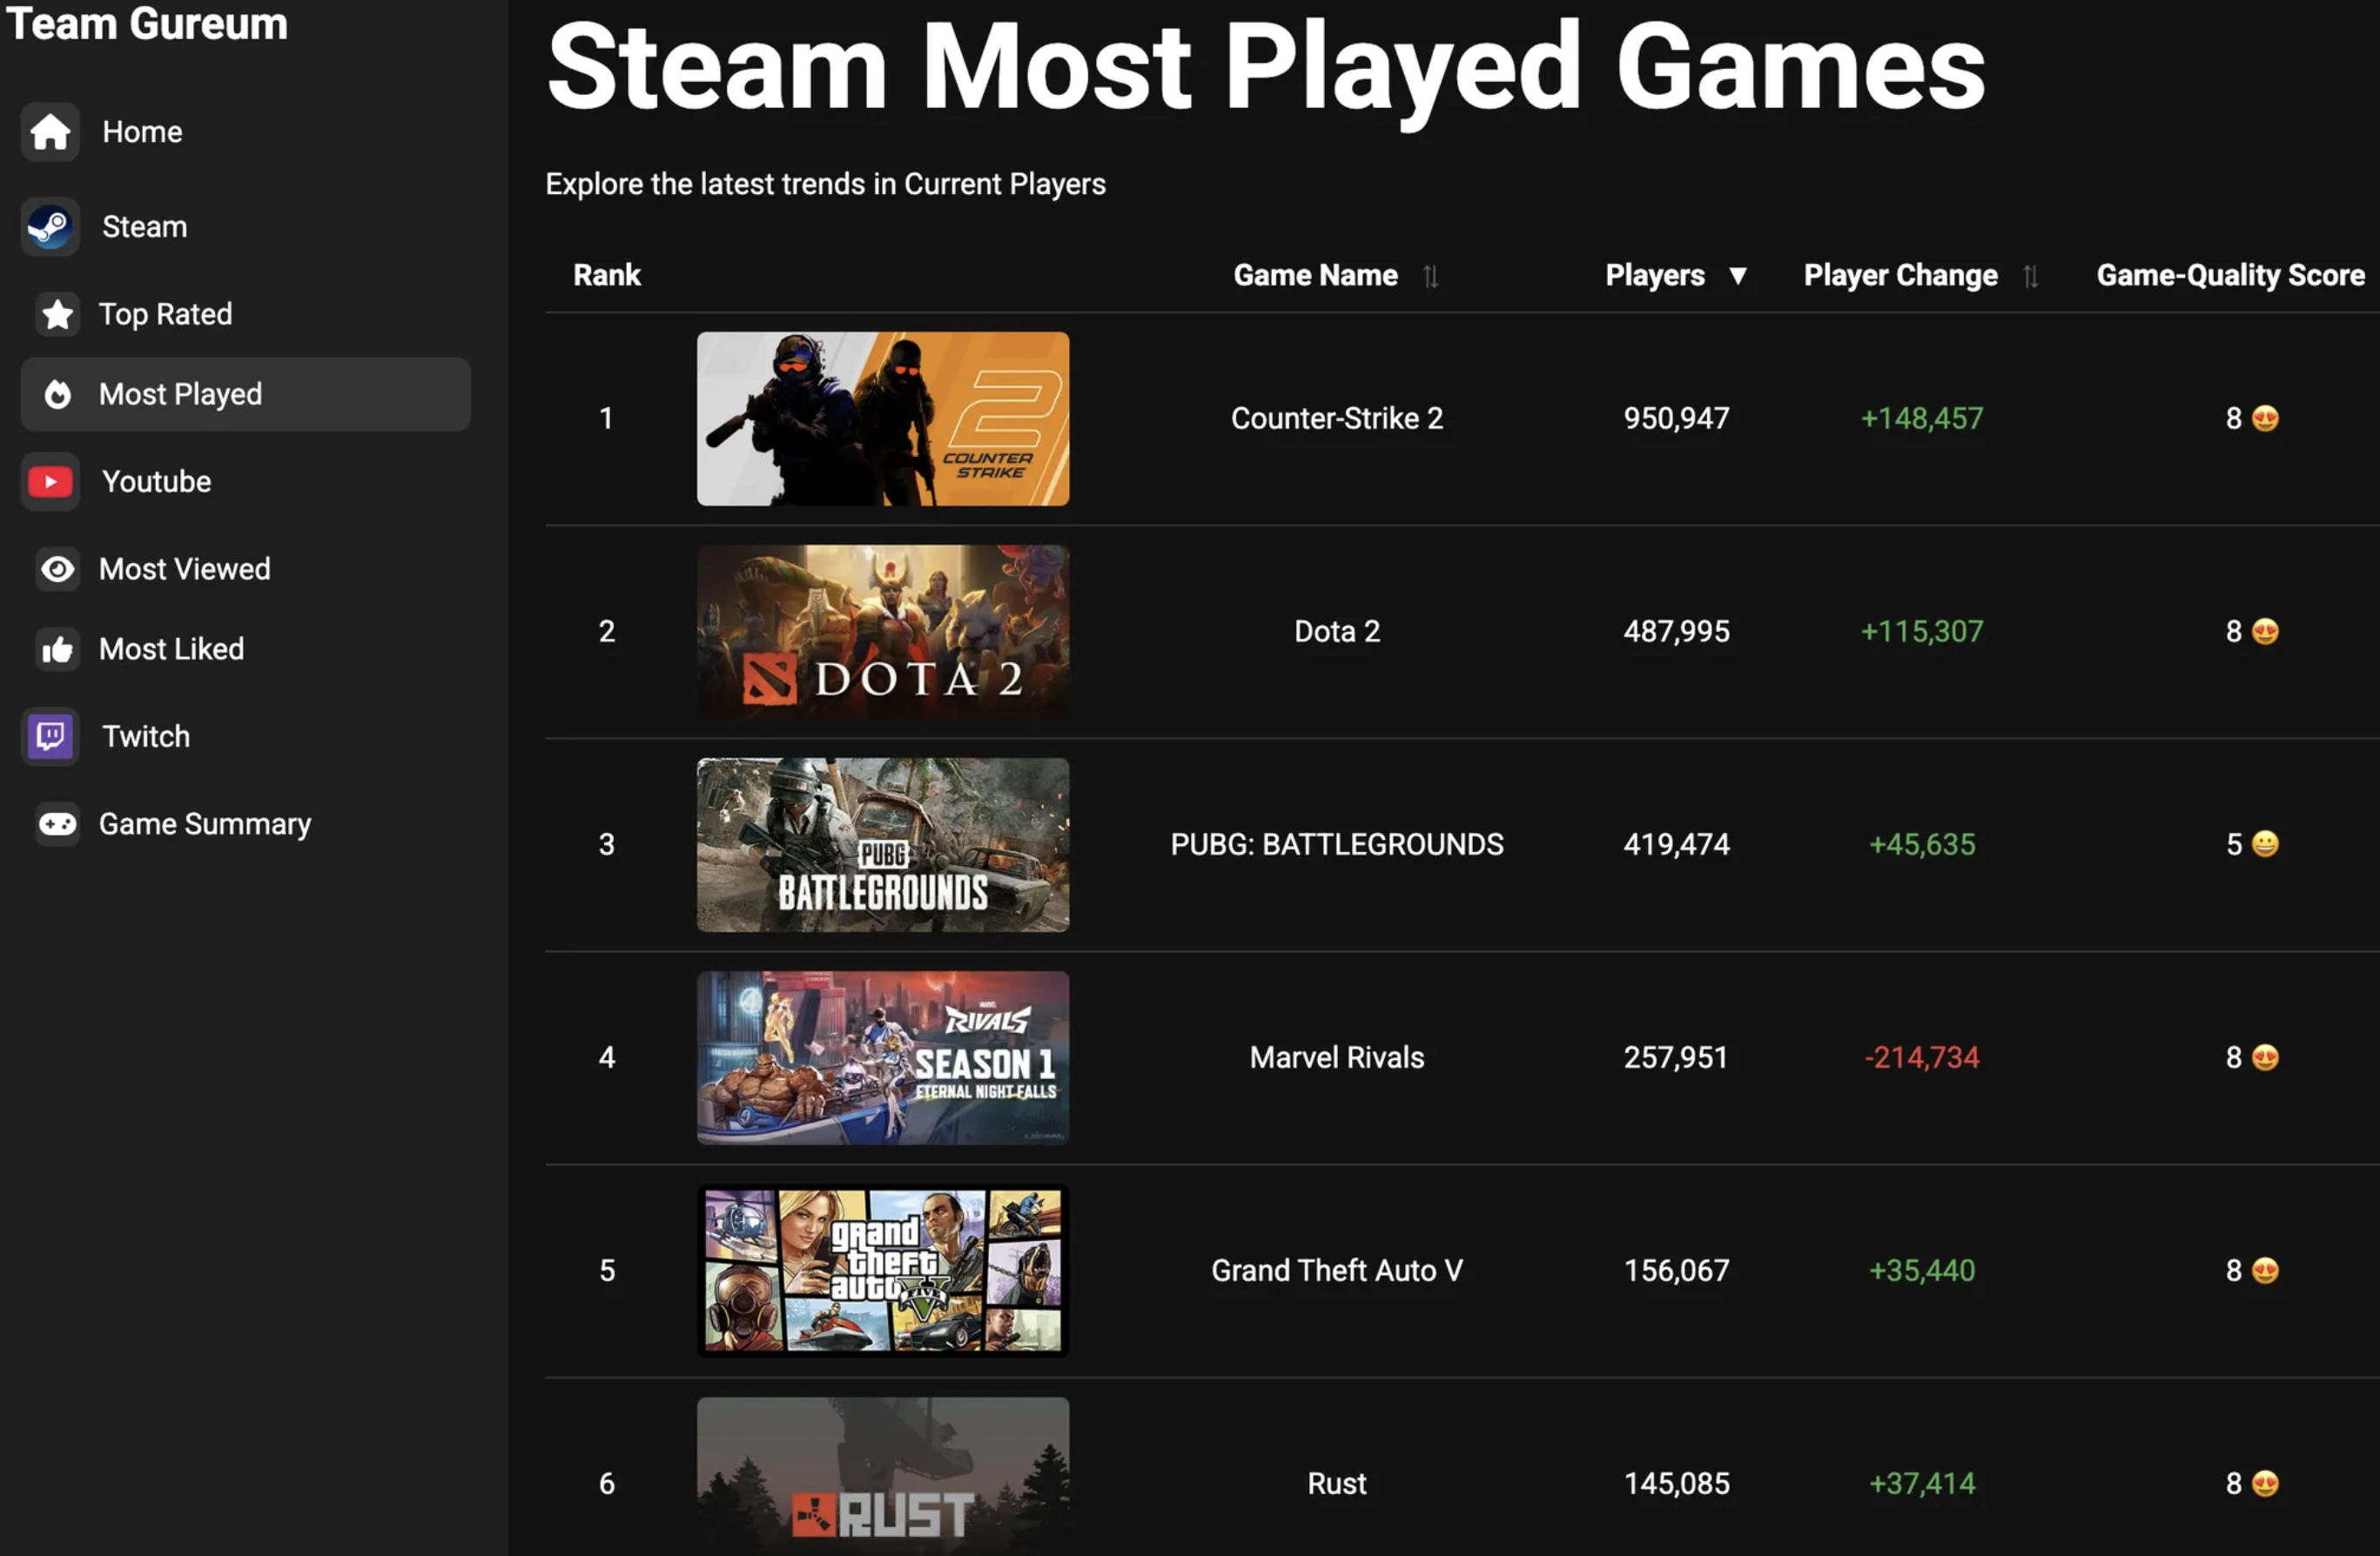 Team Gureum
Home
Steam
Top Rated
Most Played
Youtube
Most Viewed
Most Liked
Twitch
Game Summary
Steam Most Played Games
Explore the latest trends in Current Players
Rank Game Name Players Player Change Game-Quality Score
1 2 COUNTER STRIKE Counter-Strike 2 950,947 +148,457 8
2 DOTA 2 Dota 2 487,995 +115,307 8
3 PUBG BATTLEGROUNDS PUBG: BATTLEGROUNDS 419,474 +45,635 5
4 MARVEL RIVALS SEASON 1 ETERNAL NIGHT FALLS Marvel Rivals 257,951 -214,734 8
5 grand theft auto V FIVE Grand Theft Auto V 156,067 +35,440 8
6 RUST Rust 145,085 +37,414 8